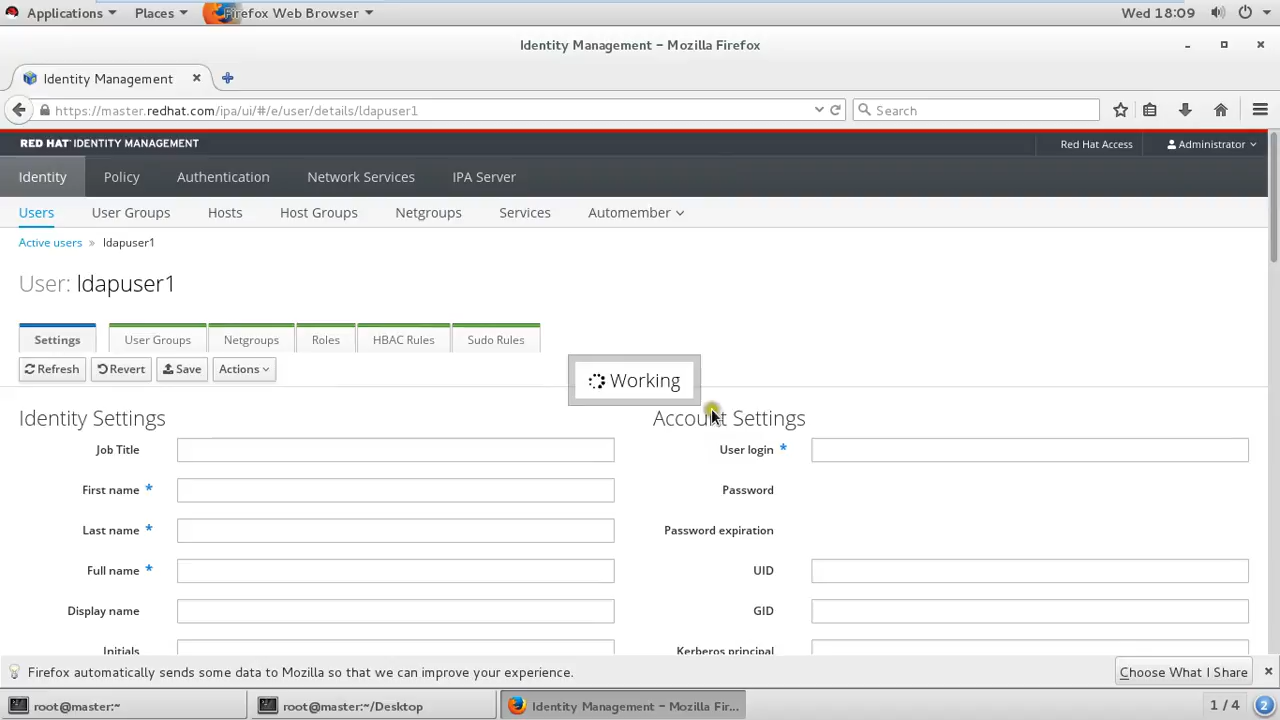 Applications Places Firefox Web Browser Wed 18:09
Identity Management - Mozilla Firefox
Identity Management
https://master.redhat.com/ipa/ui/#/e/user/details/ldapuser1 Search
RED HAT IDENTITY MANAGEMENT Red Hat Access Administrator
Identity Policy Authentication Network Services IPA Server
Users User Groups Hosts Host Groups Netgroups Services Automember
Active users » ldapuser1
User: ldapuser1
Settings User Groups Netgroups Roles HBAC Rules Sudo Rules
Refresh Revert Save Actions
Working
Identity Settings Account Settings
Job Title User login *
First name * Password
Last name * Password expiration
Full name * UID
Display name GID
Initials Kerberos principal
Firefox automatically sends some data to Mozilla so that we can improve your experience. Choose What I Share
root@master:~ root@master:~/Desktop Identity Management - Mozilla Fir... 1 / 4 2